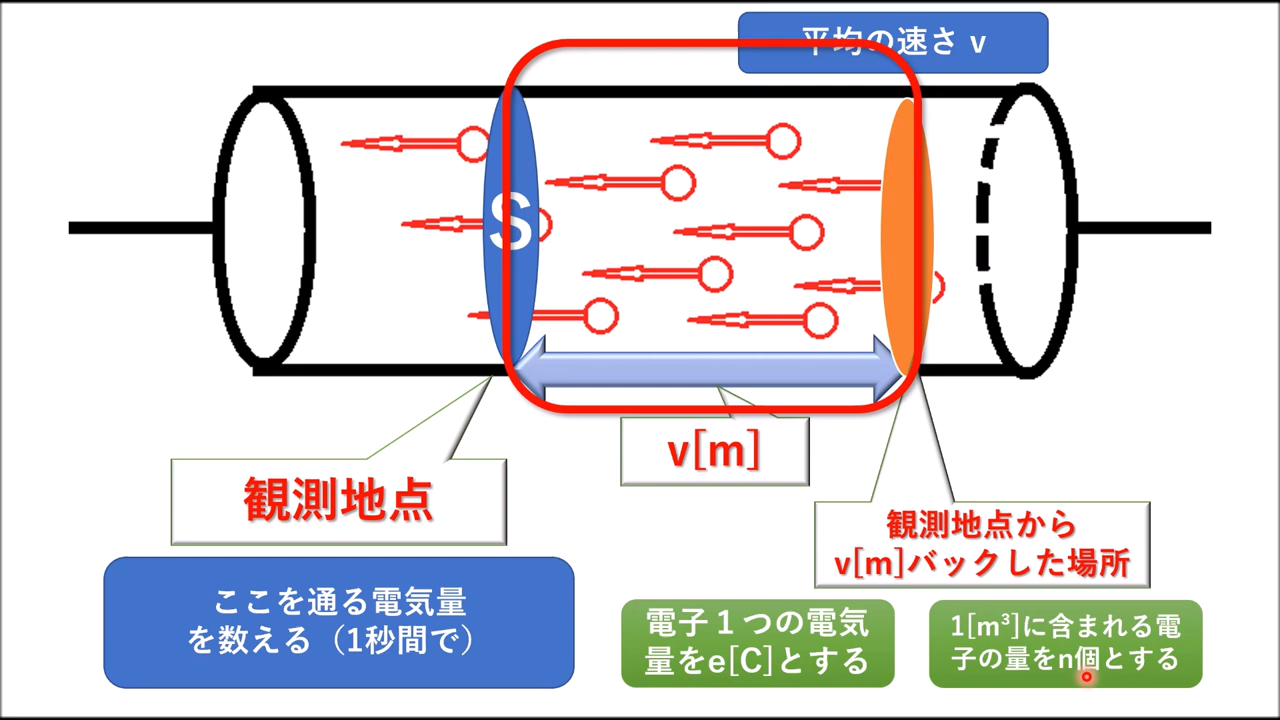 平均の速さ v
S
v[m]
観測地点
観測地点から
v[m]バックした場所
ここを通る電気量
を数える（1秒間で）
電子１つの電気
量をe[C]とする
1[m³]に含まれる電
子の量をn個とする